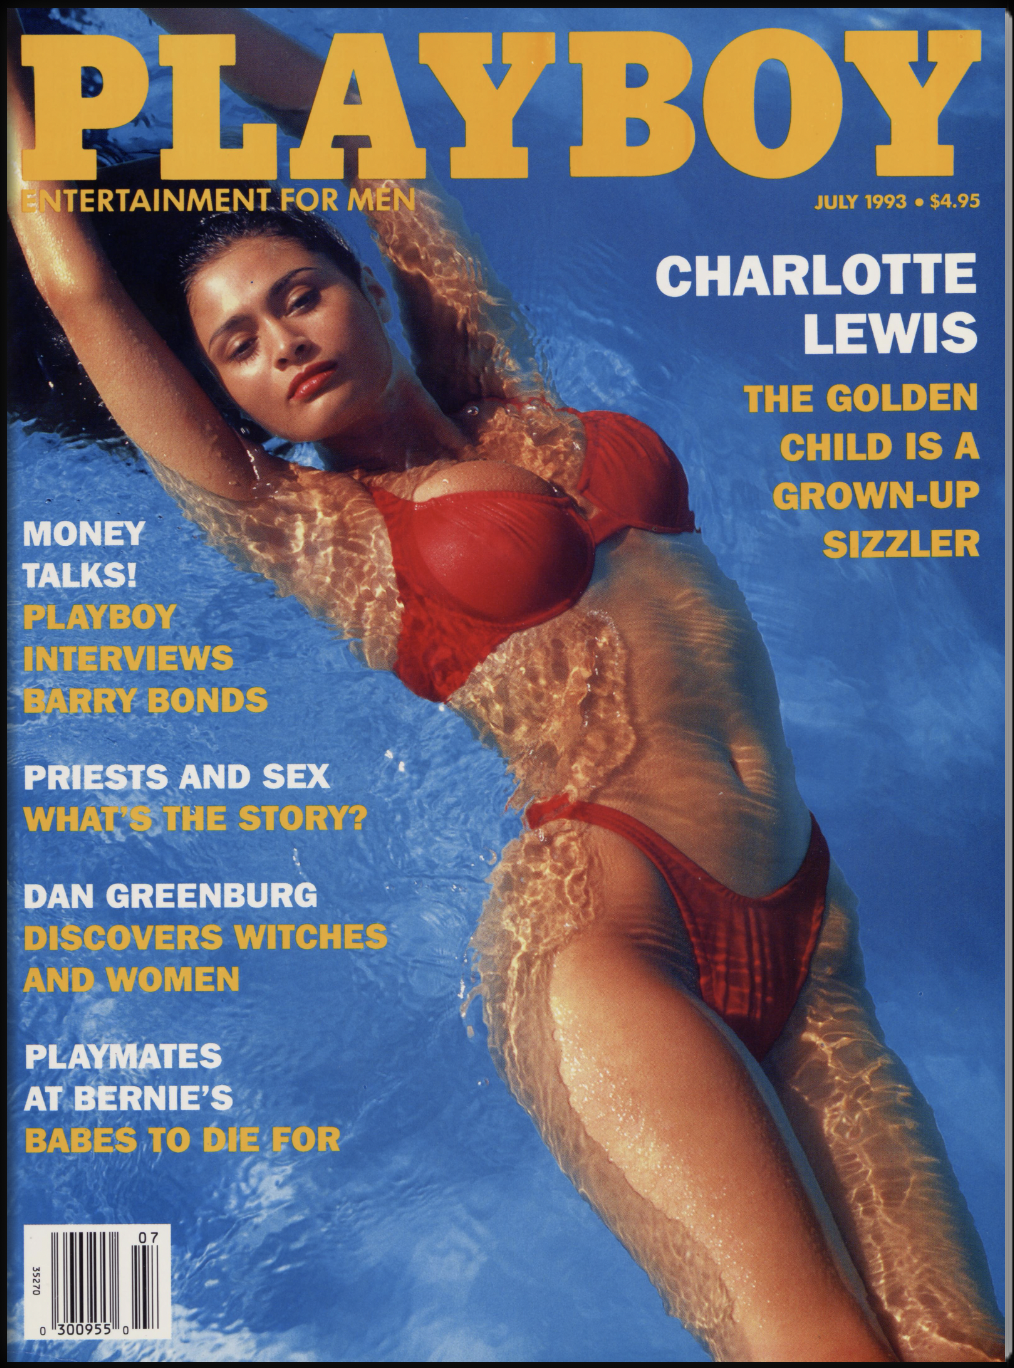 PLAYBOY
ENTERTAINMENT FOR MEN
JULY 1993 • $4.95
CHARLOTTE
LEWIS
THE GOLDEN
CHILD IS A
GROWN-UP
SIZZLER
MONEY
TALKS!
PLAYBOY
INTERVIEWS
BARRY BONDS
PRIESTS AND SEX
WHAT'S THE STORY?
DAN GREENBURG
DISCOVERS WITCHES
AND WOMEN
PLAYMATES
AT BERNIE'S
BABES TO DIE FOR
07
35270
0 300955 0